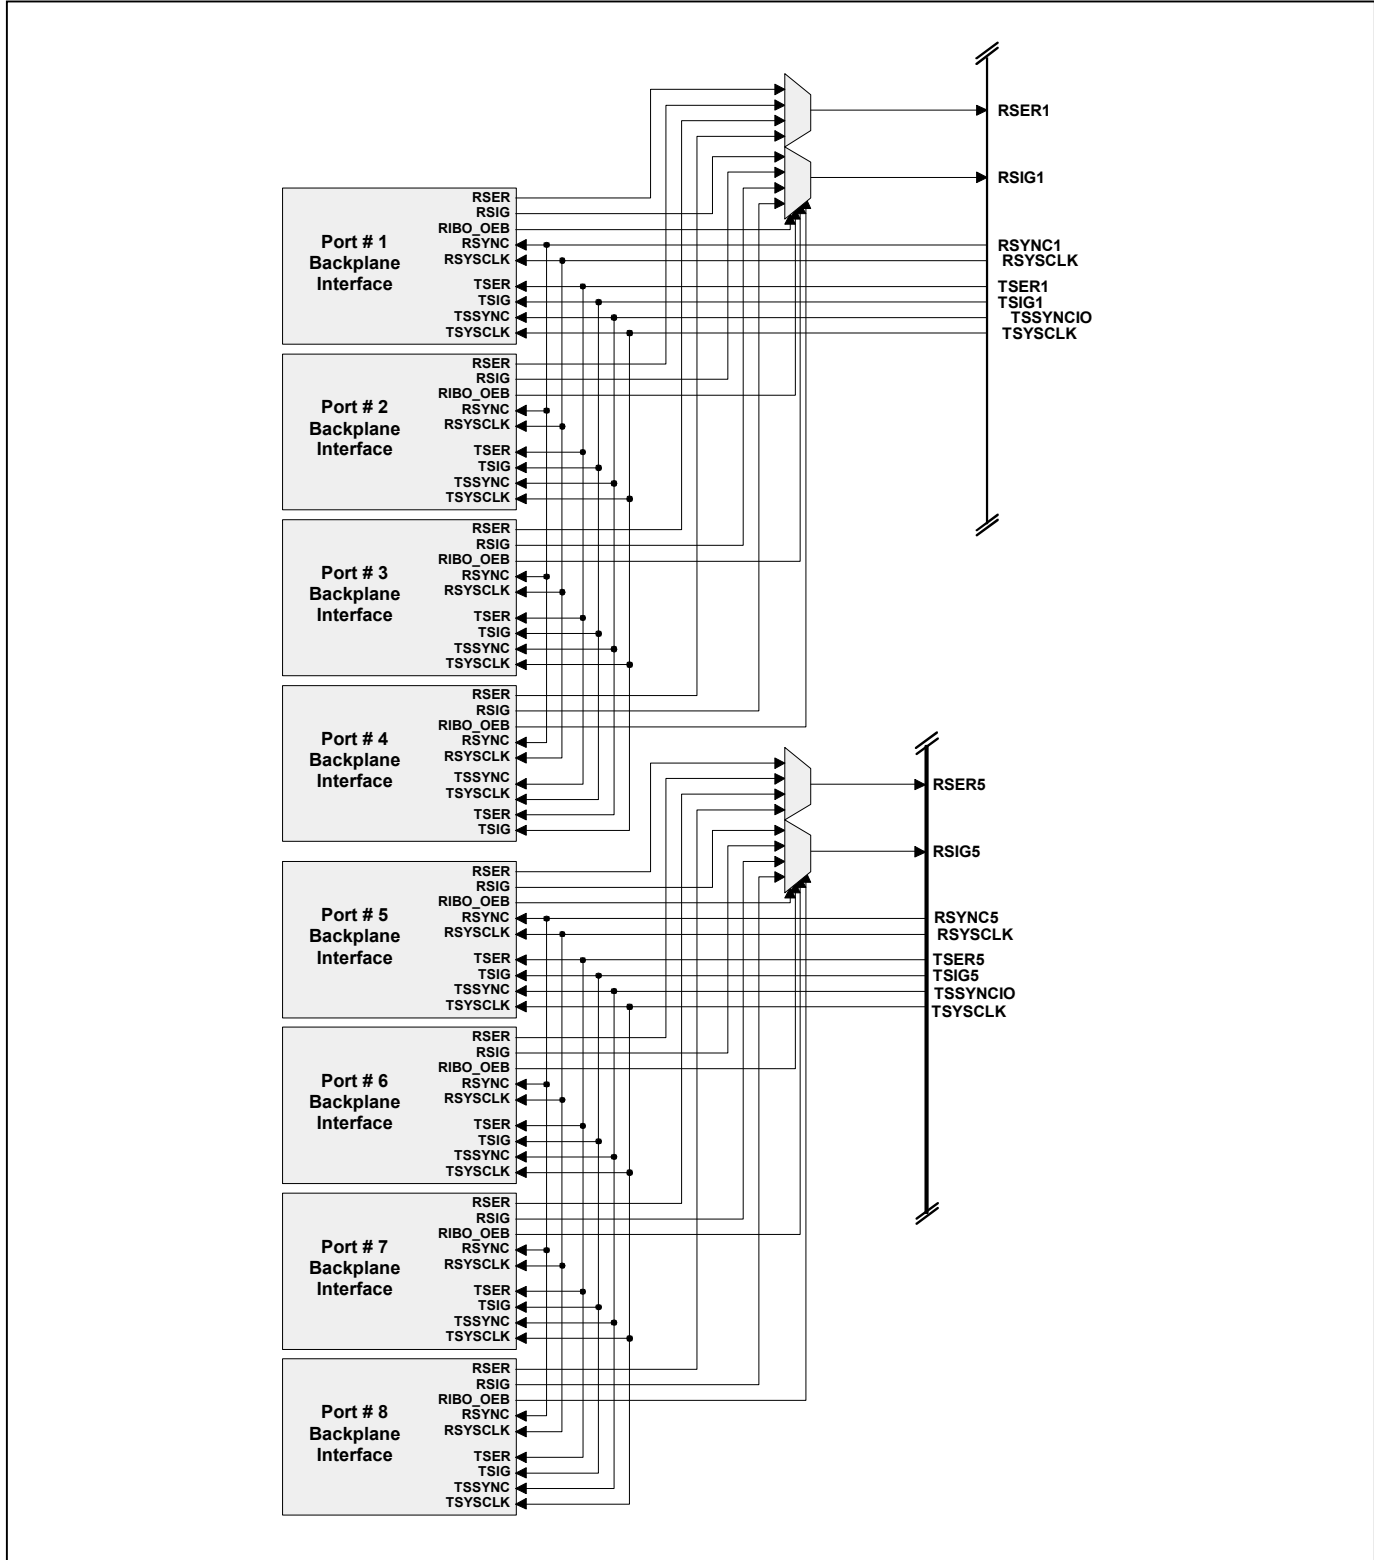 RSER1
RSIG1
RSER
RSIG
RIBO_OEB
RSYNC
RSYSCLK
TSER
TSIG
TSSYNC
TSYSCLK
Port # 1
Backplane
Interface
RSYNC1
RSYSCLK
TSER1
TSIG1
TSSYNCIO
TSYSCLK
RSER
RSIG
RIBO_OEB
RSYNC
RSYSCLK
TSER
TSIG
TSSYNC
TSYSCLK
Port # 2
Backplane
Interface
RSER
RSIG
RIBO_OEB
RSYNC
RSYSCLK
TSER
TSIG
TSSYNC
TSYSCLK
Port # 3
Backplane
Interface
RSER
RSIG
RIBO_OEB
RSYNC
RSYSCLK
TSSYNC
TSYSCLK
TSER
TSIG
Port # 4
Backplane
Interface
RSER5
RSIG5
RSER
RSIG
RIBO_OEB
RSYNC
RSYSCLK
TSER
TSIG
TSSYNC
TSYSCLK
Port # 5
Backplane
Interface
RSYNC5
RSYSCLK
TSER5
TSIG5
TSSYNCIO
TSYSCLK
RSER
RSIG
RIBO_OEB
RSYNC
RSYSCLK
TSER
TSIG
TSSYNC
TSYSCLK
Port # 6
Backplane
Interface
RSER
RSIG
RIBO_OEB
RSYNC
RSYSCLK
TSER
TSIG
TSSYNC
TSYSCLK
Port # 7
Backplane
Interface
RSER
RSIG
RIBO_OEB
RSYNC
RSYSCLK
TSER
TSIG
TSSYNC
TSYSCLK
Port # 8
Backplane
Interface